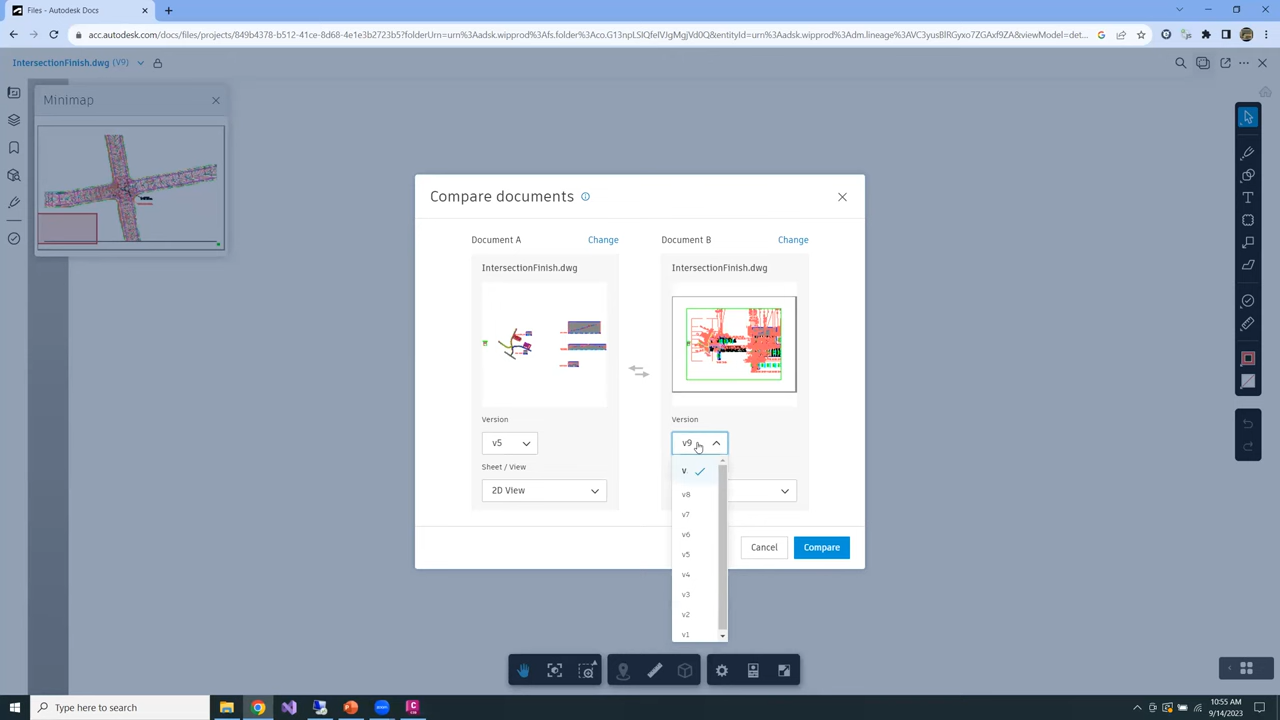 Files - Autodesk Docs
acc.autodesk.com/docs/files/projects/849b4378-b512-41ce-8d68-4e1e3b2723b5?folderUrn=urn%3Aadsk.wipprod%3Afs.folder%3Aco.G13npLSIQfeIVJgMgjVd0Q&entityId=urn%3Aadsk.wipprod%3Adm.lineage%3AVC3yusBlRGyxo7ZGAxf9ZA&viewModel=det...
IntersectionFinish.dwg (V9)
Minimap
Compare documents
Document A
Change
Document B
Change
IntersectionFinish.dwg
IntersectionFinish.dwg
Version
Version
v5
v9
Sheet / View
2D View
v
v8
v7
v6
v5
v4
v3
v2
v1
Cancel
Compare
Type here to search
10:55 AM
9/14/2023